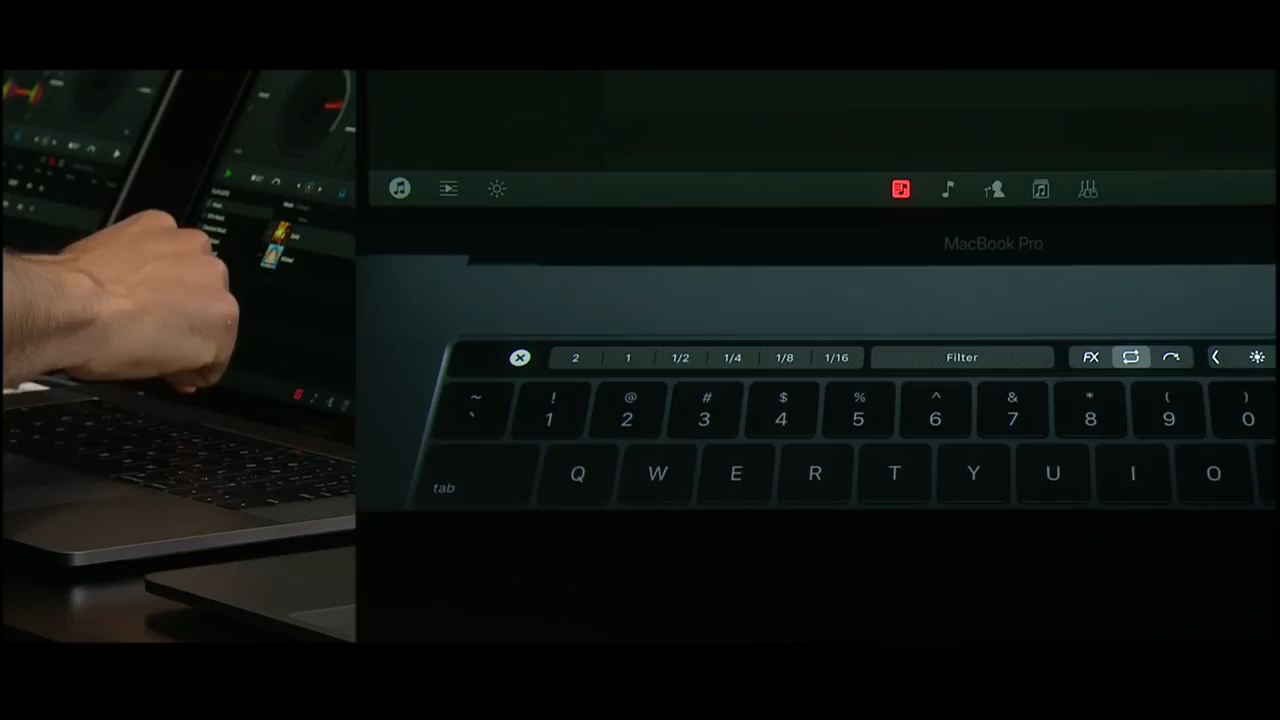 MacBook Pro
2 1 1/2 1/4 1/8 1/16 Filter FX
~ ! @ # $ % ^ & * ( )
` 1 2 3 4 5 6 7 8 9 0
Q W E R T Y U I O
tab